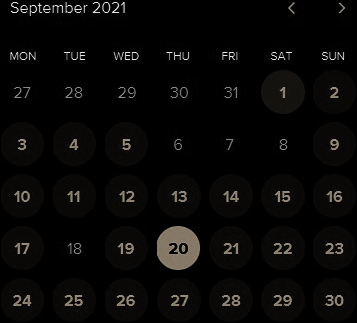 September 2021
MON TUE WED THU FRI SAT SUN
27 28 29 30 31 1 2
3 4 5 6 7 8 9
10 11 12 13 14 15 16
17 18 19 20 21 22 23
24 25 26 27 28 29 30